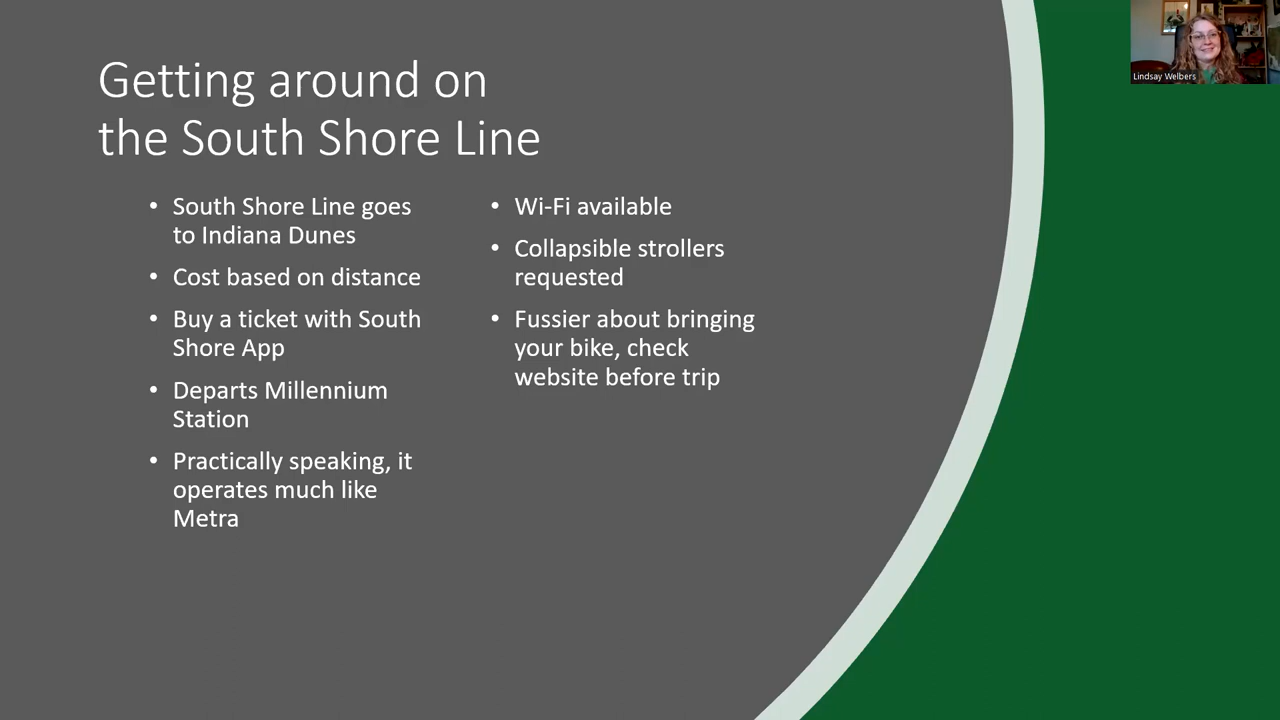 Getting around on
the South Shore Line
• South Shore Line goes
to Indiana Dunes
• Cost based on distance
• Buy a ticket with South
Shore App
• Departs Millennium
Station
• Practically speaking, it
operates much like
Metra
• Wi-Fi available
• Collapsible strollers
requested
• Fussier about bringing
your bike, check
website before trip
Lindsay Welbers